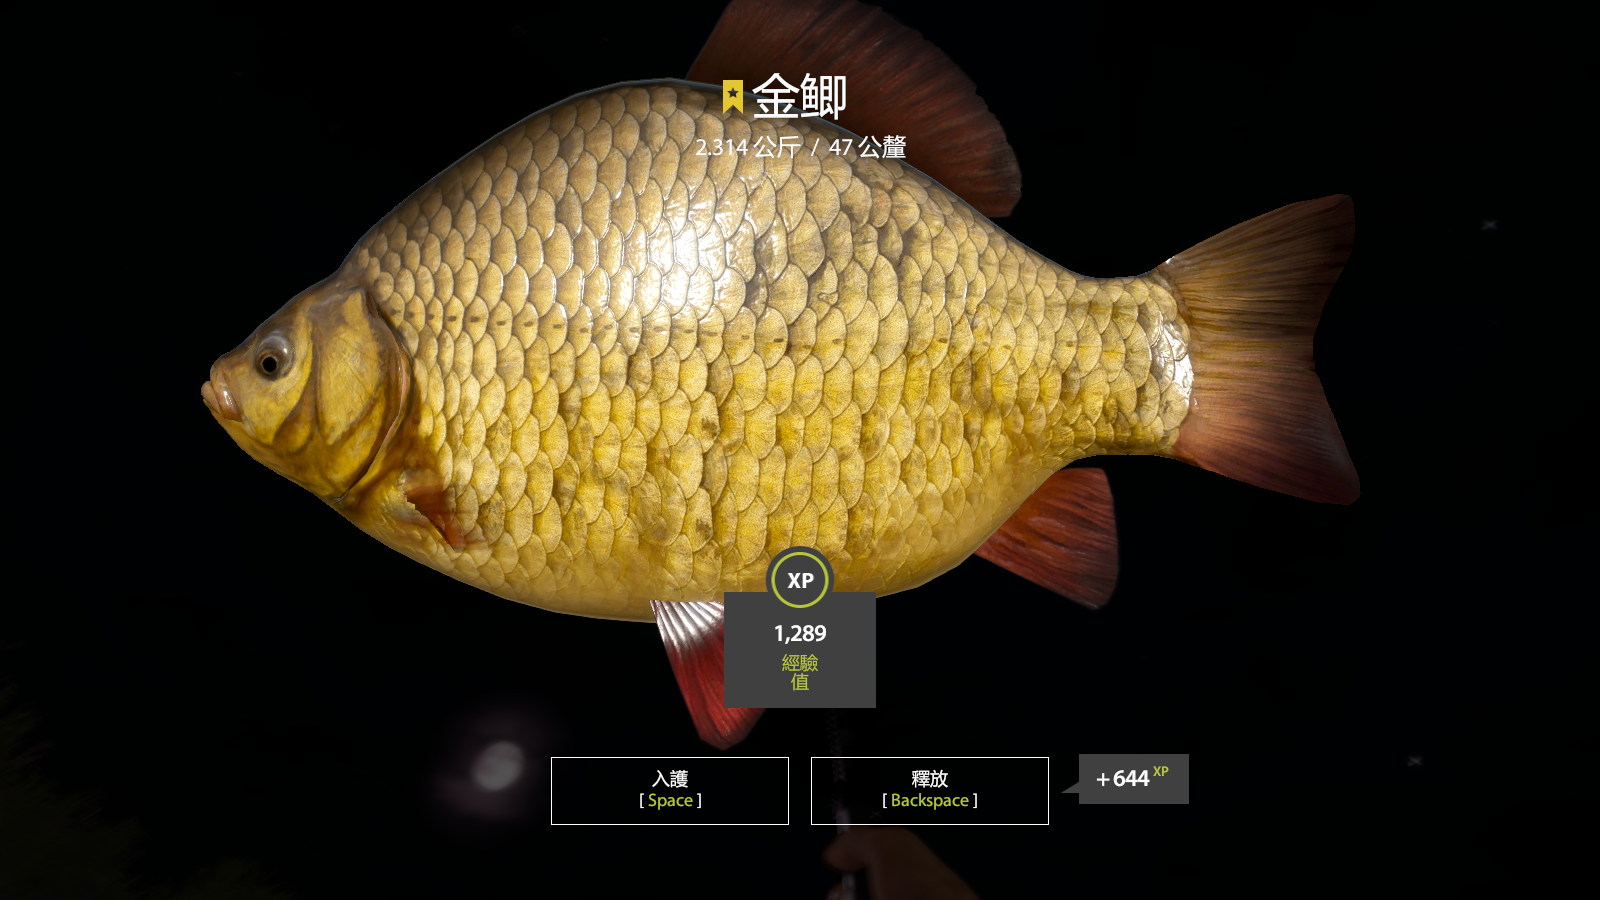 金鯽
2.314 公斤 / 47 公釐
XP
1,289
經驗
值
入護
[ Space ]
釋放
[ Backspace ]
+644 XP